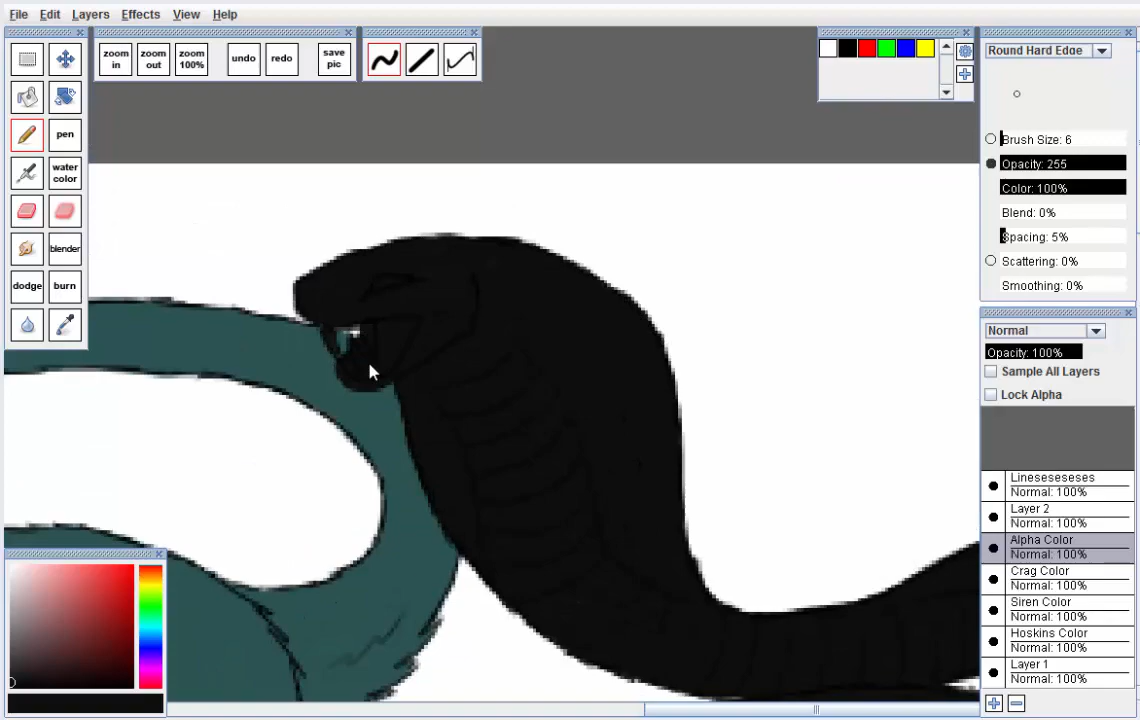 File Edit Layers Effects View Help
zoom in
zoom out
zoom 100%
undo
redo
save pic
pen
water color
blender
dodge
burn
Round Hard Edge
Brush Size: 6
Opacity: 255
Color: 100%
Blend: 0%
Spacing: 5%
Scattering: 0%
Smoothing: 0%
Normal
Opacity: 100%
Sample All Layers
Lock Alpha
Lineseseseses
Normal: 100%
Layer 2
Normal: 100%
Alpha Color
Normal: 100%
Crag Color
Normal: 100%
Siren Color
Normal: 100%
Hoskins Color
Normal: 100%
Layer 1
Normal: 100%